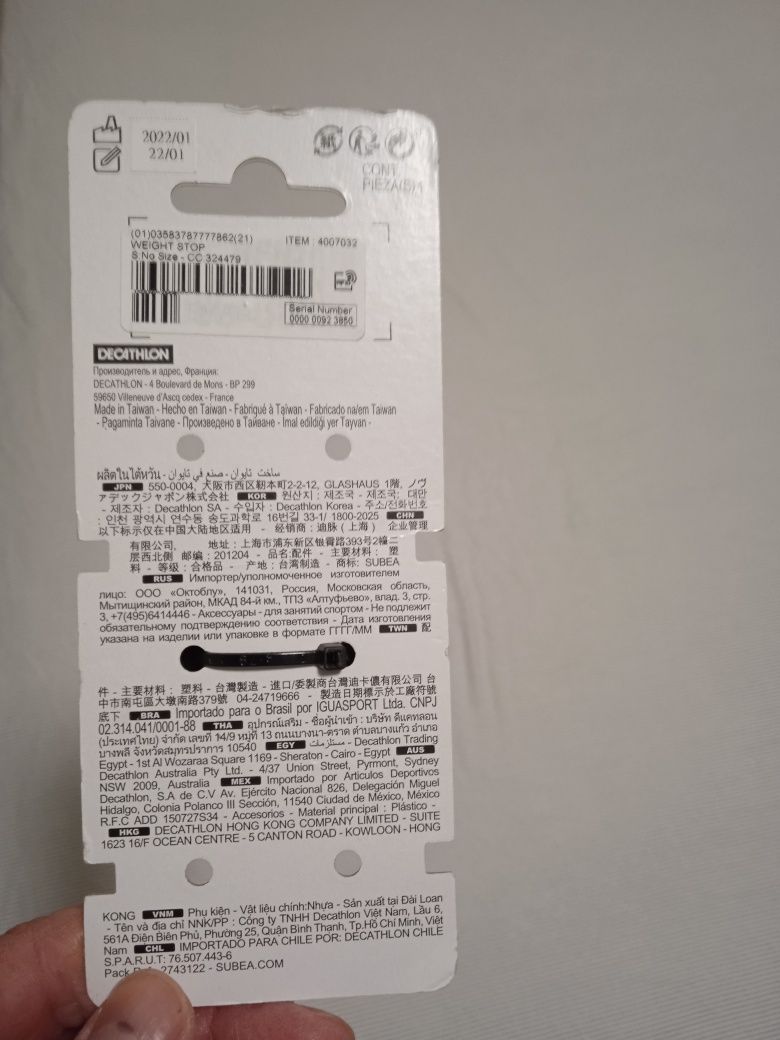 2022/01
22/01
CONT.
PIEZA(S)1
(01)03583787777862(21) ITEM : 4007032
WEIGHT STOP
S:No Size - CC 324479
Serial Number
0000 0092 3850
DECATHLON
Производитель и адрес, Франция:
DECATHLON - 4 Boulevard de Mons - BP 299
59650 Villeneuve d'Ascq cedex - France
Made in Taiwan - Hecho en Taiwan - Fabriqué à Taïwan - Fabricado na/em Taiwan
- Pagaminta Taivane - Произведено в Тайване - İmal edildiği yer Tayvan -
ผลิตในไต้หวัน - ساخت تايوان - صنع في تايوان
JPN 550-0004, 大阪市西区靭本町2-2-12, GLASHAUS 1階, ノヴ
ァデックジャポン株式会社 KOR 원산지 : 제조국 - 제조국: 대만
- 제조자 : Decathlon SA - 수입자 : Decathlon Korea - 주소/전화번호
: 인천 광역시 연수동 송도과학로 16번길 33-1/ 1800-2025 CHN
以下标示仅在中国大陆地区适用 - 经销商 : 迪脉 ( 上海 ) 企业管理
有限公司, 地址 : 上海市浦东新区银霄路393号2幢二
层西北侧 邮编 : 201204 - 品名:配件 - 主要材料 : 塑
料 - 等级 : 合格品 - 产地 : 台湾制造 - 商标: SUBEA
RUS Импортер/уполномоченное изготовителем
лицо: ООО «Октоблу», 141031, Россия, Московская область,
Мытищинский район, МКАД 84-й км., ТПЗ «Алтуфьево», влад. 3, стр.
3, +7(495)6414446 - Аксессуары - для занятий спортом - Не подлежит
обязательному подтверждению соответствия - Дата изготовления
указана на изделии или упаковке в формате ГГГГ/ММ TWN 配
件 - 主要材料 : 塑料 - 台灣製造 - 進口/委製商台灣迪卡儂有限公司 台
中市南屯區大墩南路379號 04-24719666 - 製造日期標示於工廠符號
底下 BRA Importado para o Brasil por IGUASPORT Ltda. CNPJ
02.314.041/0001-88 THA อุปกรณ์เสริม - ชื่อผู้นำเข้า : บริษัท ดีแคทลอน
(ประเทศไทย) จำกัด เลขที่ 14/9 หมู่ที่ 13 ถนนบางนา-ตราด ตำบลบางแก้ว อำเภอ
บางพลี จังหวัดสมุทรปราการ 10540 EGY مستلزمات - Decathlon Trading
Egypt - 1st Al Wozaraa Square 1169 - Sheraton - Cairo - Egypt AUS
Decathlon Australia Pty Ltd. - 4/37 Union Street, Pyrmont, Sydney
NSW 2009, Australia MEX Importado por Articulos Deportivos
Decathlon, S.A de C.V Av. Ejército Nacional 826, Delegación Miguel
Hidalgo, Colonia Polanco III Sección, 11540 Ciudad de México, México
R.F.C ADD 150727S34 - Accesorios - Material principal : Plástico -
HKG DECATHLON HONG KONG COMPANY LIMITED - SUITE
1623 16/F OCEAN CENTRE - 5 CANTON ROAD - KOWLOON - HONG
KONG VNM Phụ kiện - Vật liệu chính:Nhựa - Sản xuất tại Đài Loan
- Tên và địa chỉ NNK/PP : Công ty TNHH Decathlon Việt Nam, Lầu 6,
561A Điện Biên Phủ, Phường 25, Quận Bình Thạnh, Tp.Hồ Chí Minh, Việt
Nam CHL IMPORTADO PARA CHILE POR: DECATHLON CHILE
S.P.A R.U.T: 76.507.443-6
Pack 2743122 - SUBEA.COM